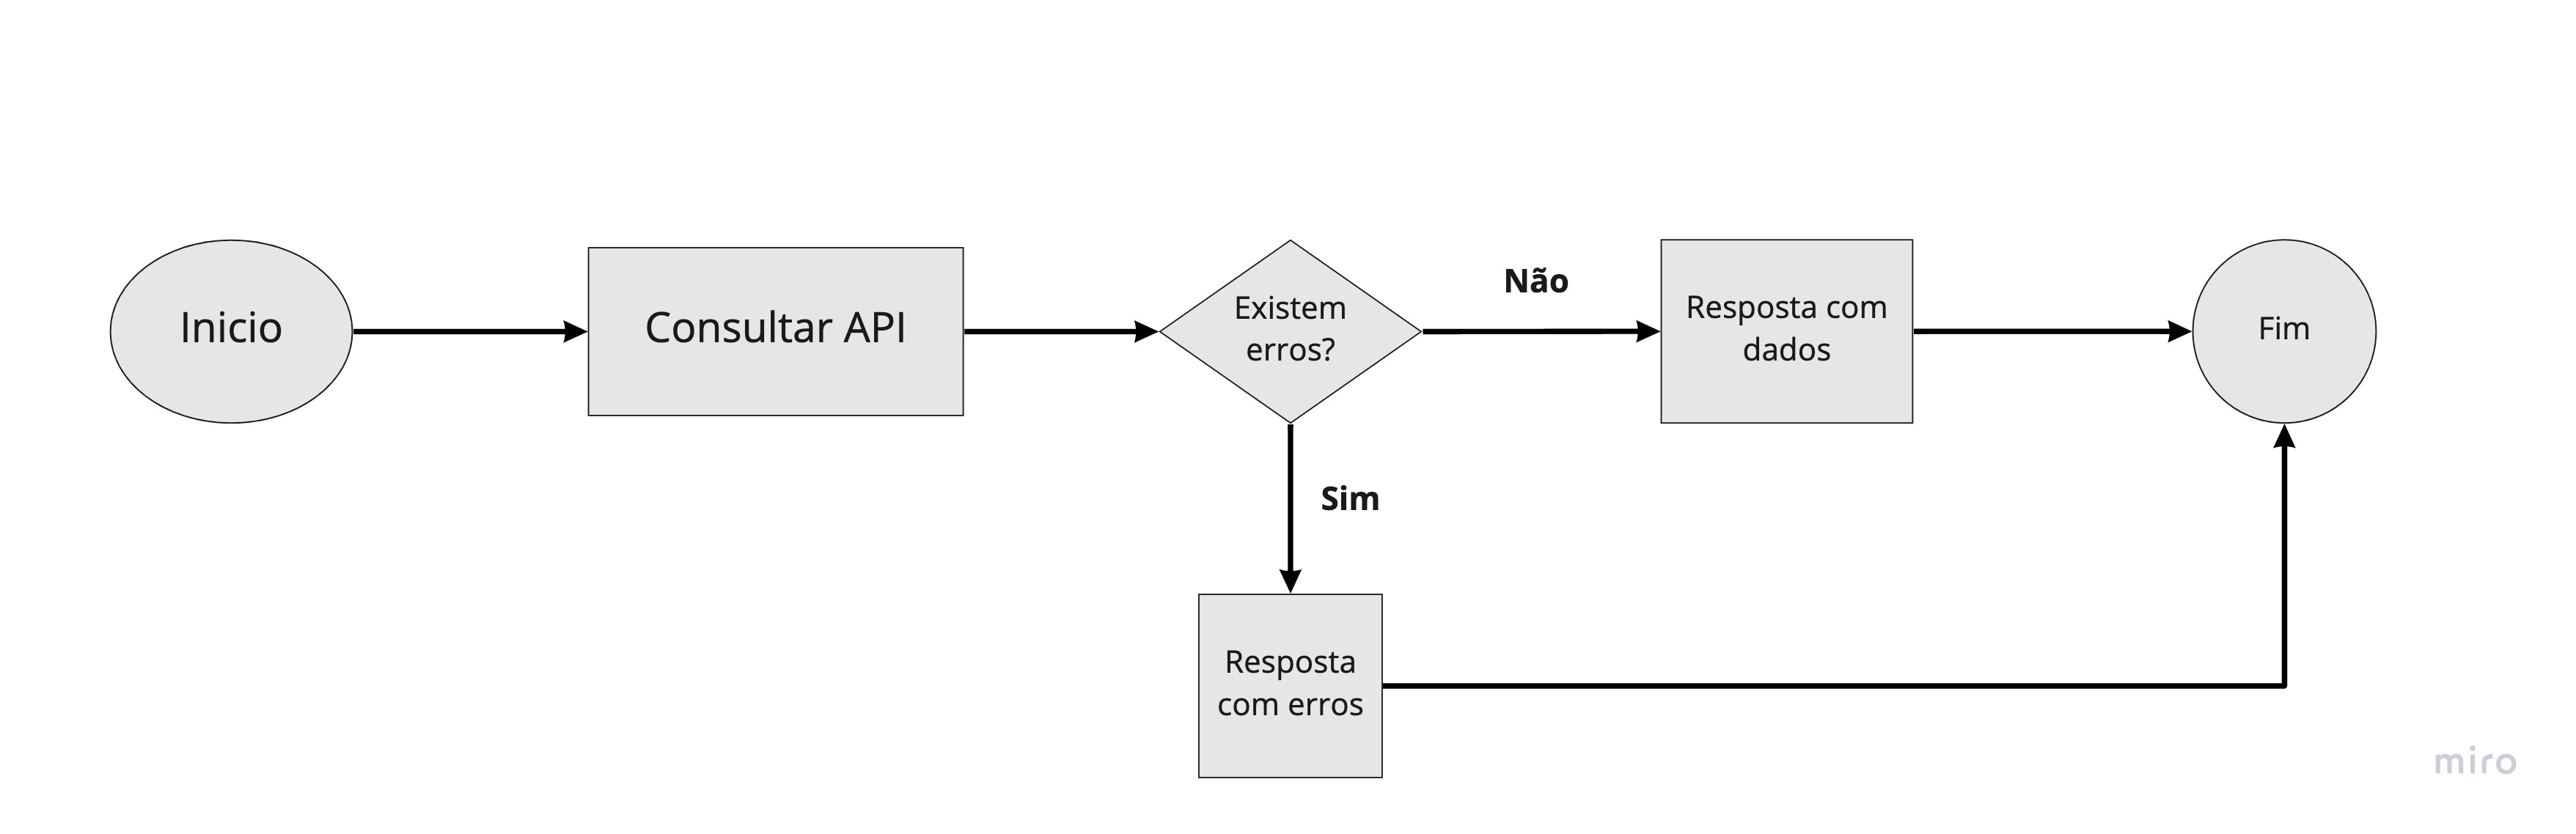 Inicio
Consultar API
Existem
erros?
Não
Resposta com
dados
Fim
Sim
Resposta
com erros
miro